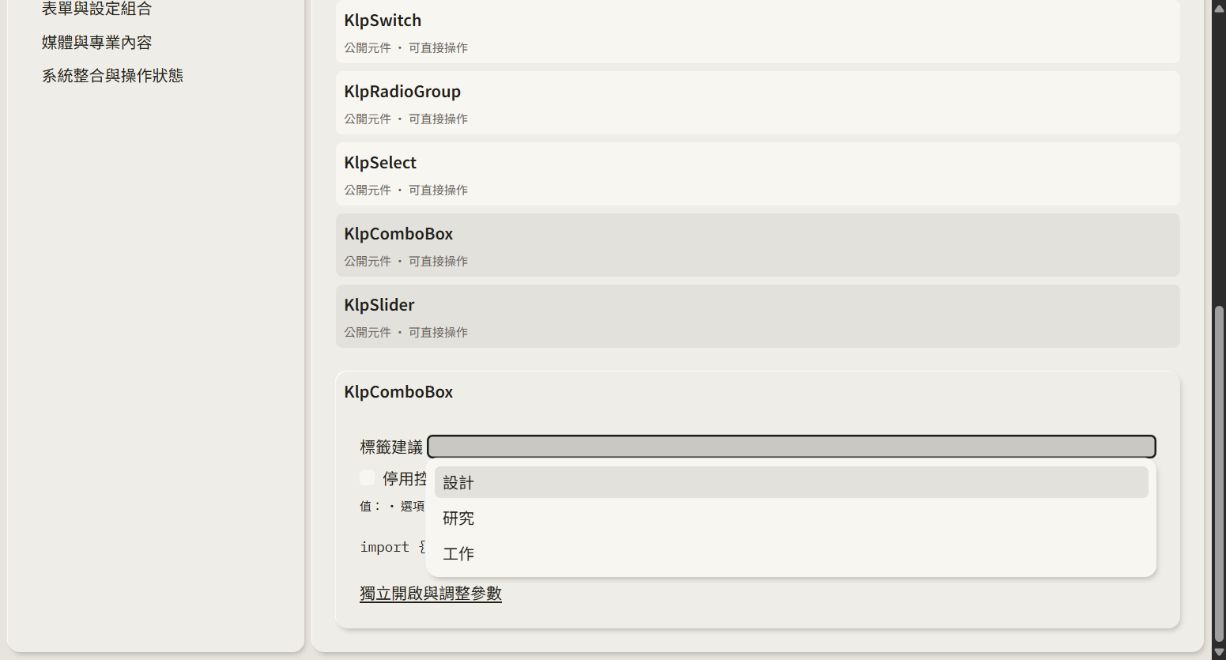 表單與設定組合
媒體與專業內容
系統整合與操作狀態
KlpSwitch
公開元件 · 可直接操作
KlpRadioGroup
公開元件 · 可直接操作
KlpSelect
公開元件 · 可直接操作
KlpComboBox
公開元件 · 可直接操作
KlpSlider
公開元件 · 可直接操作
KlpComboBox
標籤建議
停用控
值： · 選項
import {
設計
研究
工作
獨立開啟與調整參數